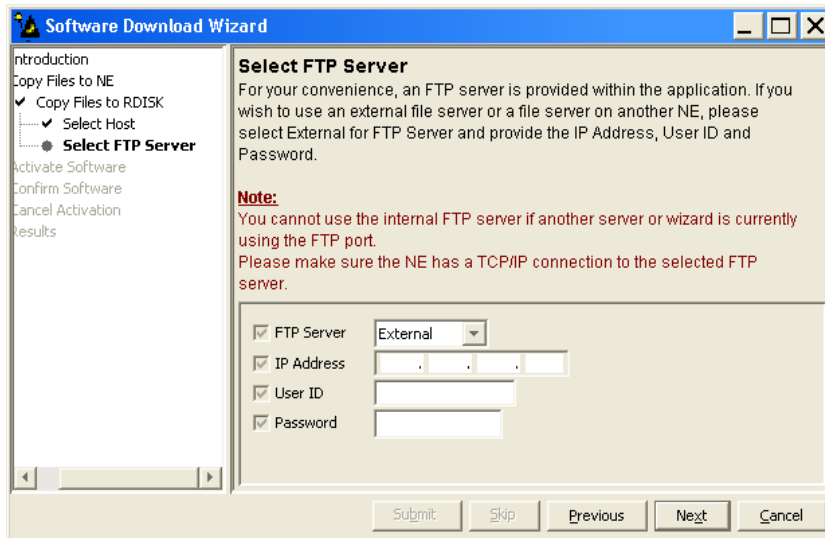 Software Download Wizard
ntroduction
Copy Files to NE
Copy Files to RDISK
Select Host
Select FTP Server
Activate Software
Confirm Software
Cancel Activation
Results
Select FTP Server
For your convenience, an FTP server is provided within the application. If you
wish to use an external file server or a file server on another NE, please
select External for FTP Server and provide the IP Address, User ID and
Password.
Note:
You cannot use the internal FTP server if another server or wizard is currently
using the FTP port.
Please make sure the NE has a TCP/IP connection to the selected FTP
server.
FTP Server External
IP Address . . .
User ID
Password
Submit Skip Previous Next Cancel